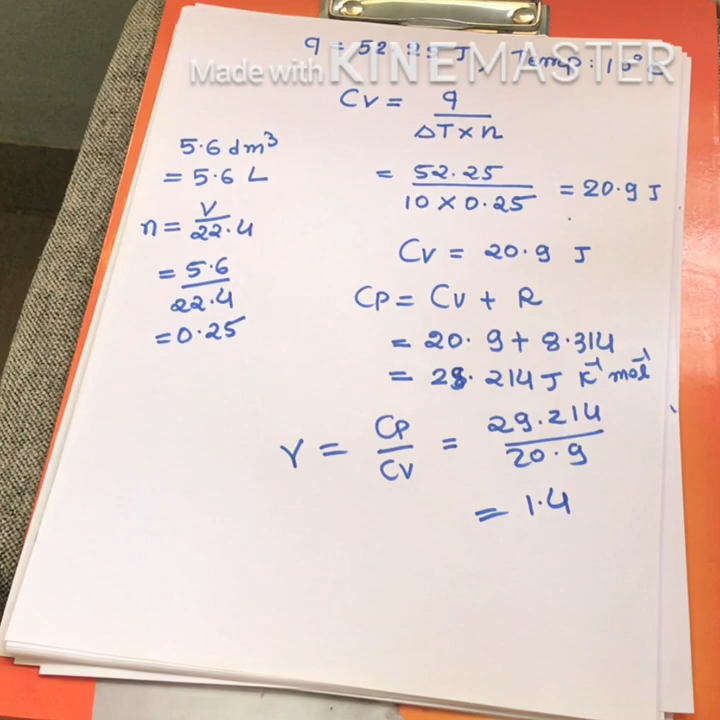 q = 52.25 J, Temp: 10°
Made with KINEMASTER
Cv = q / ΔT × n
5.6 dm³
= 5.6 L
= 52.25 / 10 × 0.25 = 20.9 J
n = V / 22.4
Cv = 20.9 J
= 5.6 / 22.4
Cp = Cv + R
= 0.25
= 20.9 + 8.314
= 29.214 J K⁻¹ mol⁻¹
γ = Cp / Cv = 29.214 / 20.9
= 1.4